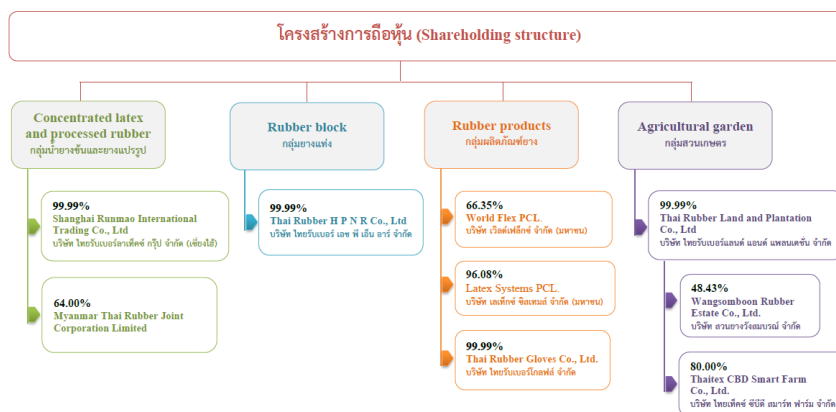 โครงสร้างการถือหุ้น (Shareholding structure)
Concentrated latex
and processed rubber
กลุ่มน้ำยางข้นและยางแปรรูป
99.99%
Shanghai Runmao International
Trading Co., Ltd
บริษัท ไทยรับเบอร์ลาเท็คซ์ กรุ๊ป จำกัด (เซี่ยงไฮ้)
64.00%
Myanmar Thai Rubber Joint
Corporation Limited
Rubber block
กลุ่มยางแท่ง
99.99%
Thai Rubber H P N R Co., Ltd
บริษัท ไทยรับเบอร์ เอช พี เอ็น อาร์ จำกัด
Rubber products
กลุ่มผลิตภัณฑ์ยาง
66.35%
World Flex PCL.
บริษัท เวิลด์เฟล็กซ์ จำกัด (มหาชน)
96.08%
Latex Systems PCL.
บริษัท เลเท็กซ์ ซิสเทมส์ จำกัด (มหาชน)
99.99%
Thai Rubber Gloves Co., Ltd.
บริษัท ไทยรับเบอร์โกลฟส์ จำกัด
Agricultural garden
กลุ่มสวนเกษตร
99.99%
Thai Rubber Land and Plantation
Co., Ltd
บริษัท ไทยรับเบอร์แลนด์ แอนด์ แพลนเตชั่น จำกัด
48.43%
Wangsomboon Rubber
Estate Co., Ltd.
บริษัท สวนยางวังสมบูรณ์ จำกัด
80.00%
Thaitex CBD Smart Farm
Co., Ltd.
บริษัท ไทยเท็คซ์ ซีบีดี สมาร์ท ฟาร์ม จำกัด